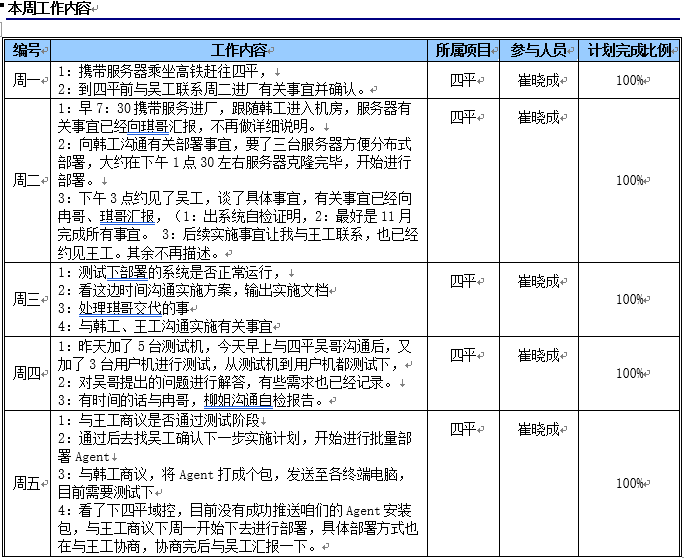 本周工作内容
编号 工作内容 所属项目 参与人员 计划完成比例
周一
1：携带服务器乘坐高铁赶往四平，
2：到四平前与吴工联系周二进厂有关事宜并确认。
四平 崔晓成 100%
周二
1：早 7：30 携带服务进厂，跟随韩工进入机房，服务器有
关事宜已经向琪哥汇报，不再做详细说明。
2：向韩工沟通有关部署事宜，要了三台服务器方便分布式
部署，大约在下午 1 点 30 左右服务器克隆完毕，开始进行
部署。
3：下午 3 点约见了吴工，谈了具体事宜，有关事宜已经向
冉哥、琪哥汇报，（1：出系统自检证明，2：最好是 11 月
完成所有事宜。 3：后续实施事宜让我与王工联系，也已经
约见王工。其余不再描述。
四平 崔晓成 100%
周三
1：测试下部署的系统是否正常运行，
2：看这边时间沟通实施方案，输出实施文档
3：处理琪哥交代的事
4：与韩工、王工沟通实施有关事宜
四平 崔晓成 100%
周四
1：昨天加了 5 台测试机，今天早上与四平吴哥沟通后，又
加了 3 台用户机进行测试，从测试机到用户机都测试下，
2：对吴哥提出的问题进行解答，有些需求也已经记录。
3：有时间的话与冉哥，柳姐沟通自检报告。
四平 崔晓成 100%
周五
1：与王工商议是否通过测试阶段
2：通过后去找吴工确认下一步实施计划，开始进行批量部
署 Agent
3：与韩工商议，将 Agent 打成个包，发送至各终端电脑，
目前需要测试下
4：看了下四平域控，目前没有成功推送咱们的 Agent 安装
包，与王工商议下周一开始下去进行部署，具体部署方式也
在与王工协商，协商完后与吴工汇报一下。
四平 崔晓成 100%